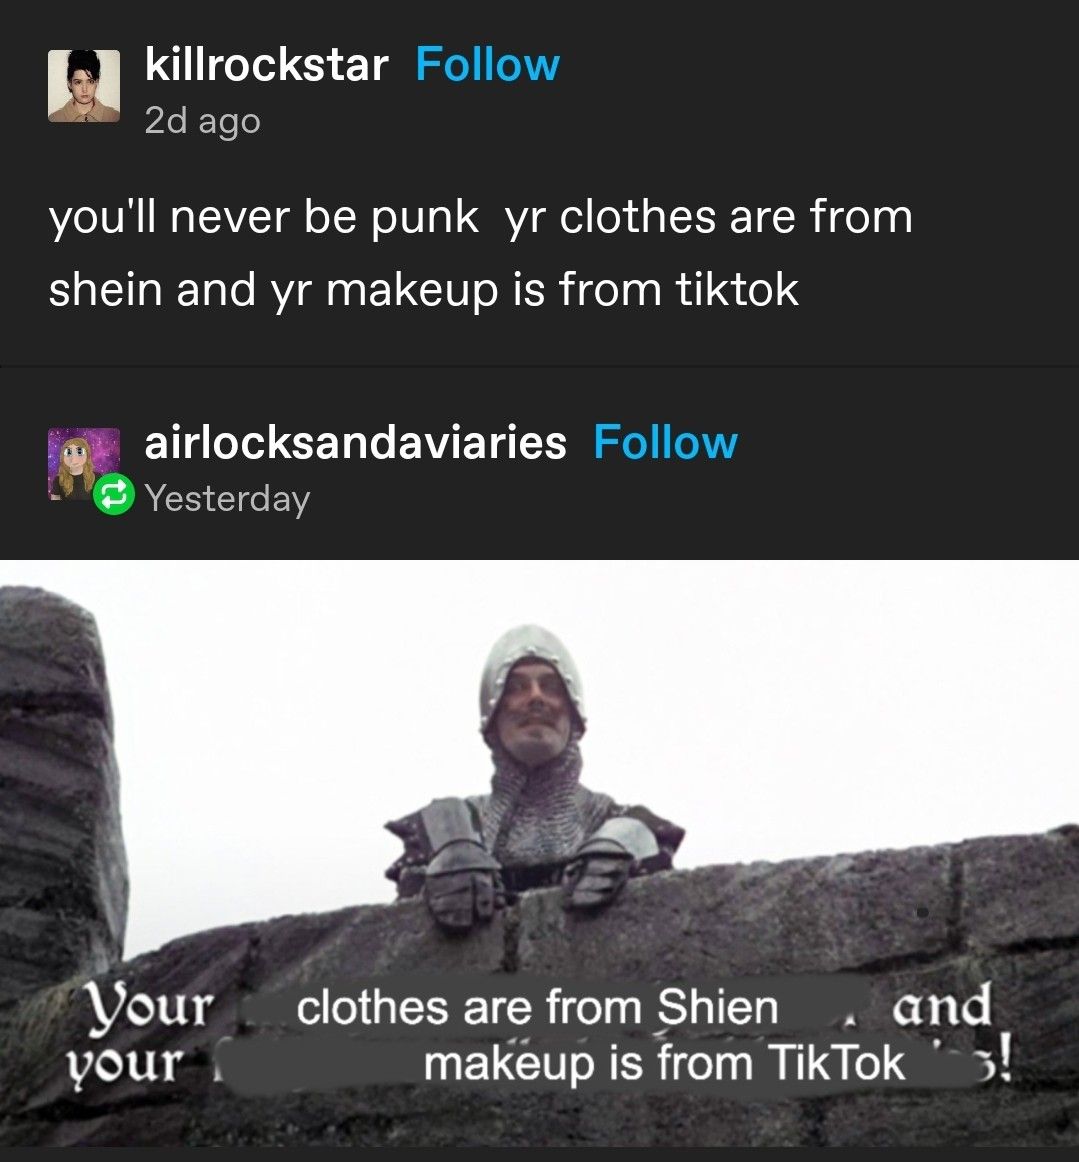 killrockstar Follow
2d ago
you'll never be punk  yr clothes are from
shein and yr makeup is from tiktok
airlocksandaviaries Follow
Yesterday
Your clothes are from Shien and
your makeup is from TikTok !